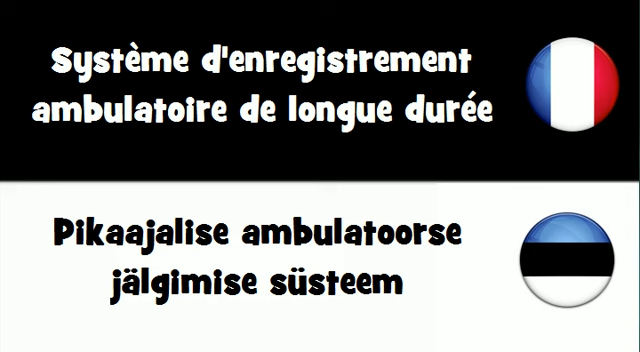 Système d'enregistrement
ambulatoire de longue durée
Pikaajalise ambulatoorse
jälgimise süsteem